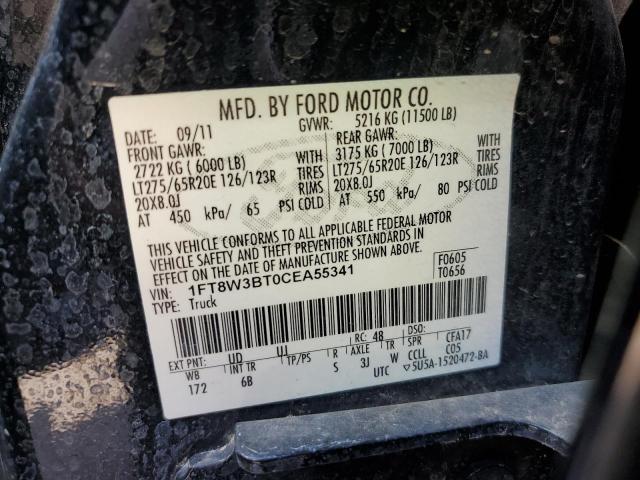 MFD. BY FORD MOTOR CO.
DATE: 09/11 GVWR: 5216 KG (11500 LB)
FRONT GAWR: REAR GAWR:
2722 KG ( 6000 LB) WITH 3175 KG ( 7000 LB) WITH
LT275/65R20E 126/123R TIRES LT275/65R20E 126/123R TIRES
20X8.0J RIMS 20X8.0J RIMS
AT 450 kPa/ 65 PSI COLD AT 550 kPa/ 80 PSI COLD
THIS VEHICLE CONFORMS TO ALL APPLICABLE FEDERAL MOTOR
VEHICLE SAFETY AND THEFT PREVENTION STANDARDS IN
EFFECT ON THE DATE OF MANUFACTURE SHOWN ABOVE.
VIN: 1FT8W3BT0CEA55341 F0605
TYPE: Truck T0656
EXT PNT: UD UJ RC: 48 DSO:
WB INT TR TP/PS R AXLE TR SPR CFA17
172 6B S 3J W CCLL C05
UTC ▽5U5A-1520472-BA
Ford